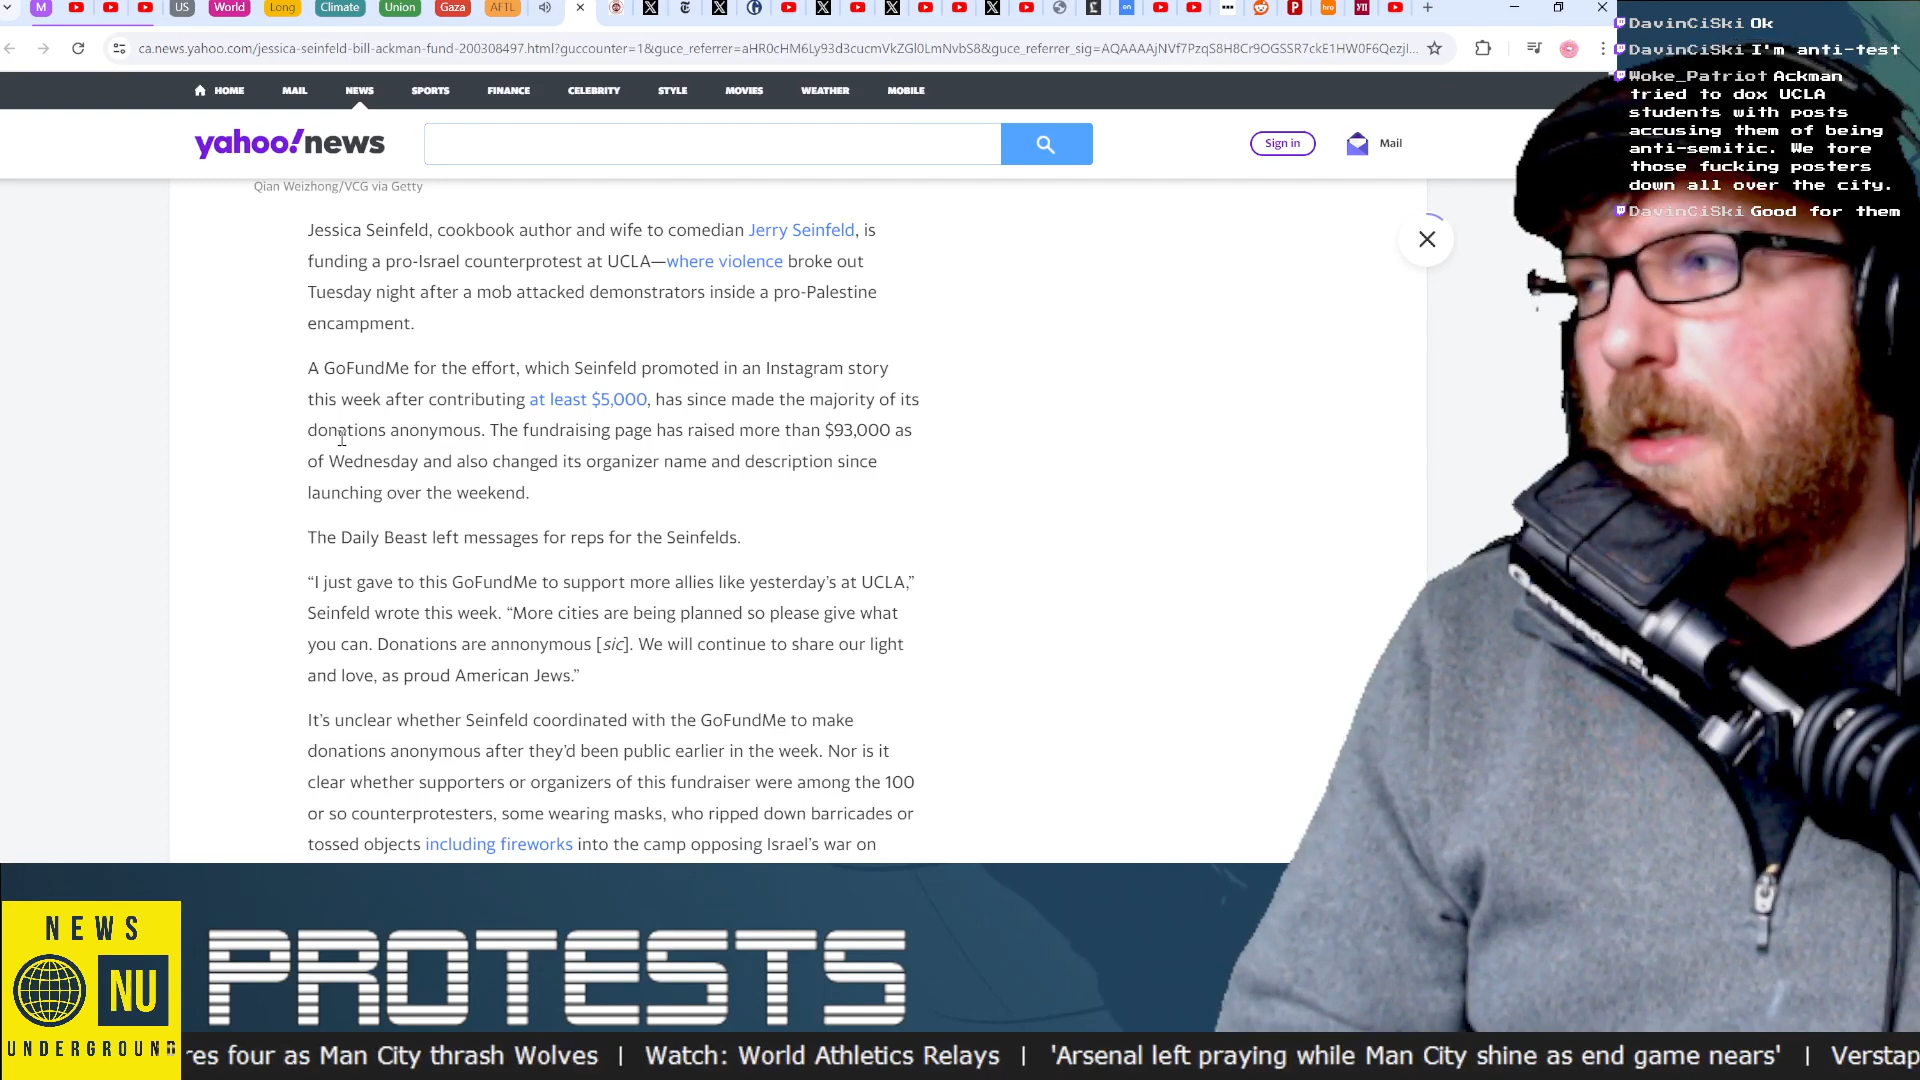 M
US
World
Long
Climate
Union
Gaza
AFTL
ca.news.yahoo.com/jessica-seinfeld-bill-ackman-fund-200308497.html?guccounter=1&guce_referrer=aHR0cHM6Ly93d3cucmVkZGl0LmNvbS8&guce_referrer_sig=AQAAAAjNVf7PzqS8H8Cr9OGSSR7ckE1HW0F6QezjI...
HOME MAIL NEWS SPORTS FINANCE CELEBRITY STYLE MOVIES WEATHER MOBILE
yahoo!news
Sign in
Mail
Qian Weizhong/VCG via Getty
Jessica Seinfeld, cookbook author and wife to comedian Jerry Seinfeld, is
funding a pro-Israel counterprotest at UCLA—where violence broke out
Tuesday night after a mob attacked demonstrators inside a pro-Palestine
encampment.
A GoFundMe for the effort, which Seinfeld promoted in an Instagram story
this week after contributing at least $5,000, has since made the majority of its
donations anonymous. The fundraising page has raised more than $93,000 as
of Wednesday and also changed its organizer name and description since
launching over the weekend.
The Daily Beast left messages for reps for the Seinfelds.
“I just gave to this GoFundMe to support more allies like yesterday’s at UCLA,”
Seinfeld wrote this week. “More cities are being planned so please give what
you can. Donations are annonymous [sic]. We will continue to share our light
and love, as proud American Jews.”
It’s unclear whether Seinfeld coordinated with the GoFundMe to make
donations anonymous after they’d been public earlier in the week. Nor is it
clear whether supporters or organizers of this fundraiser were among the 100
or so counterprotesters, some wearing masks, who ripped down barricades or
tossed objects including fireworks into the camp opposing Israel’s war on
DavinCiSki Ok
DavinCiSki I'm anti-test
Woke_Patriot Ackman
tried to dox UCLA
students with posts
accusing them of being
anti-semitic. We tore
those fucking posters
down all over the city.
DavinCiSki Good for them
NEWS
NU
UNDERGROUND
PROTESTS
res four as Man City thrash Wolves | Watch: World Athletics Relays | 'Arsenal left praying while Man City shine as end game nears' | Verstap